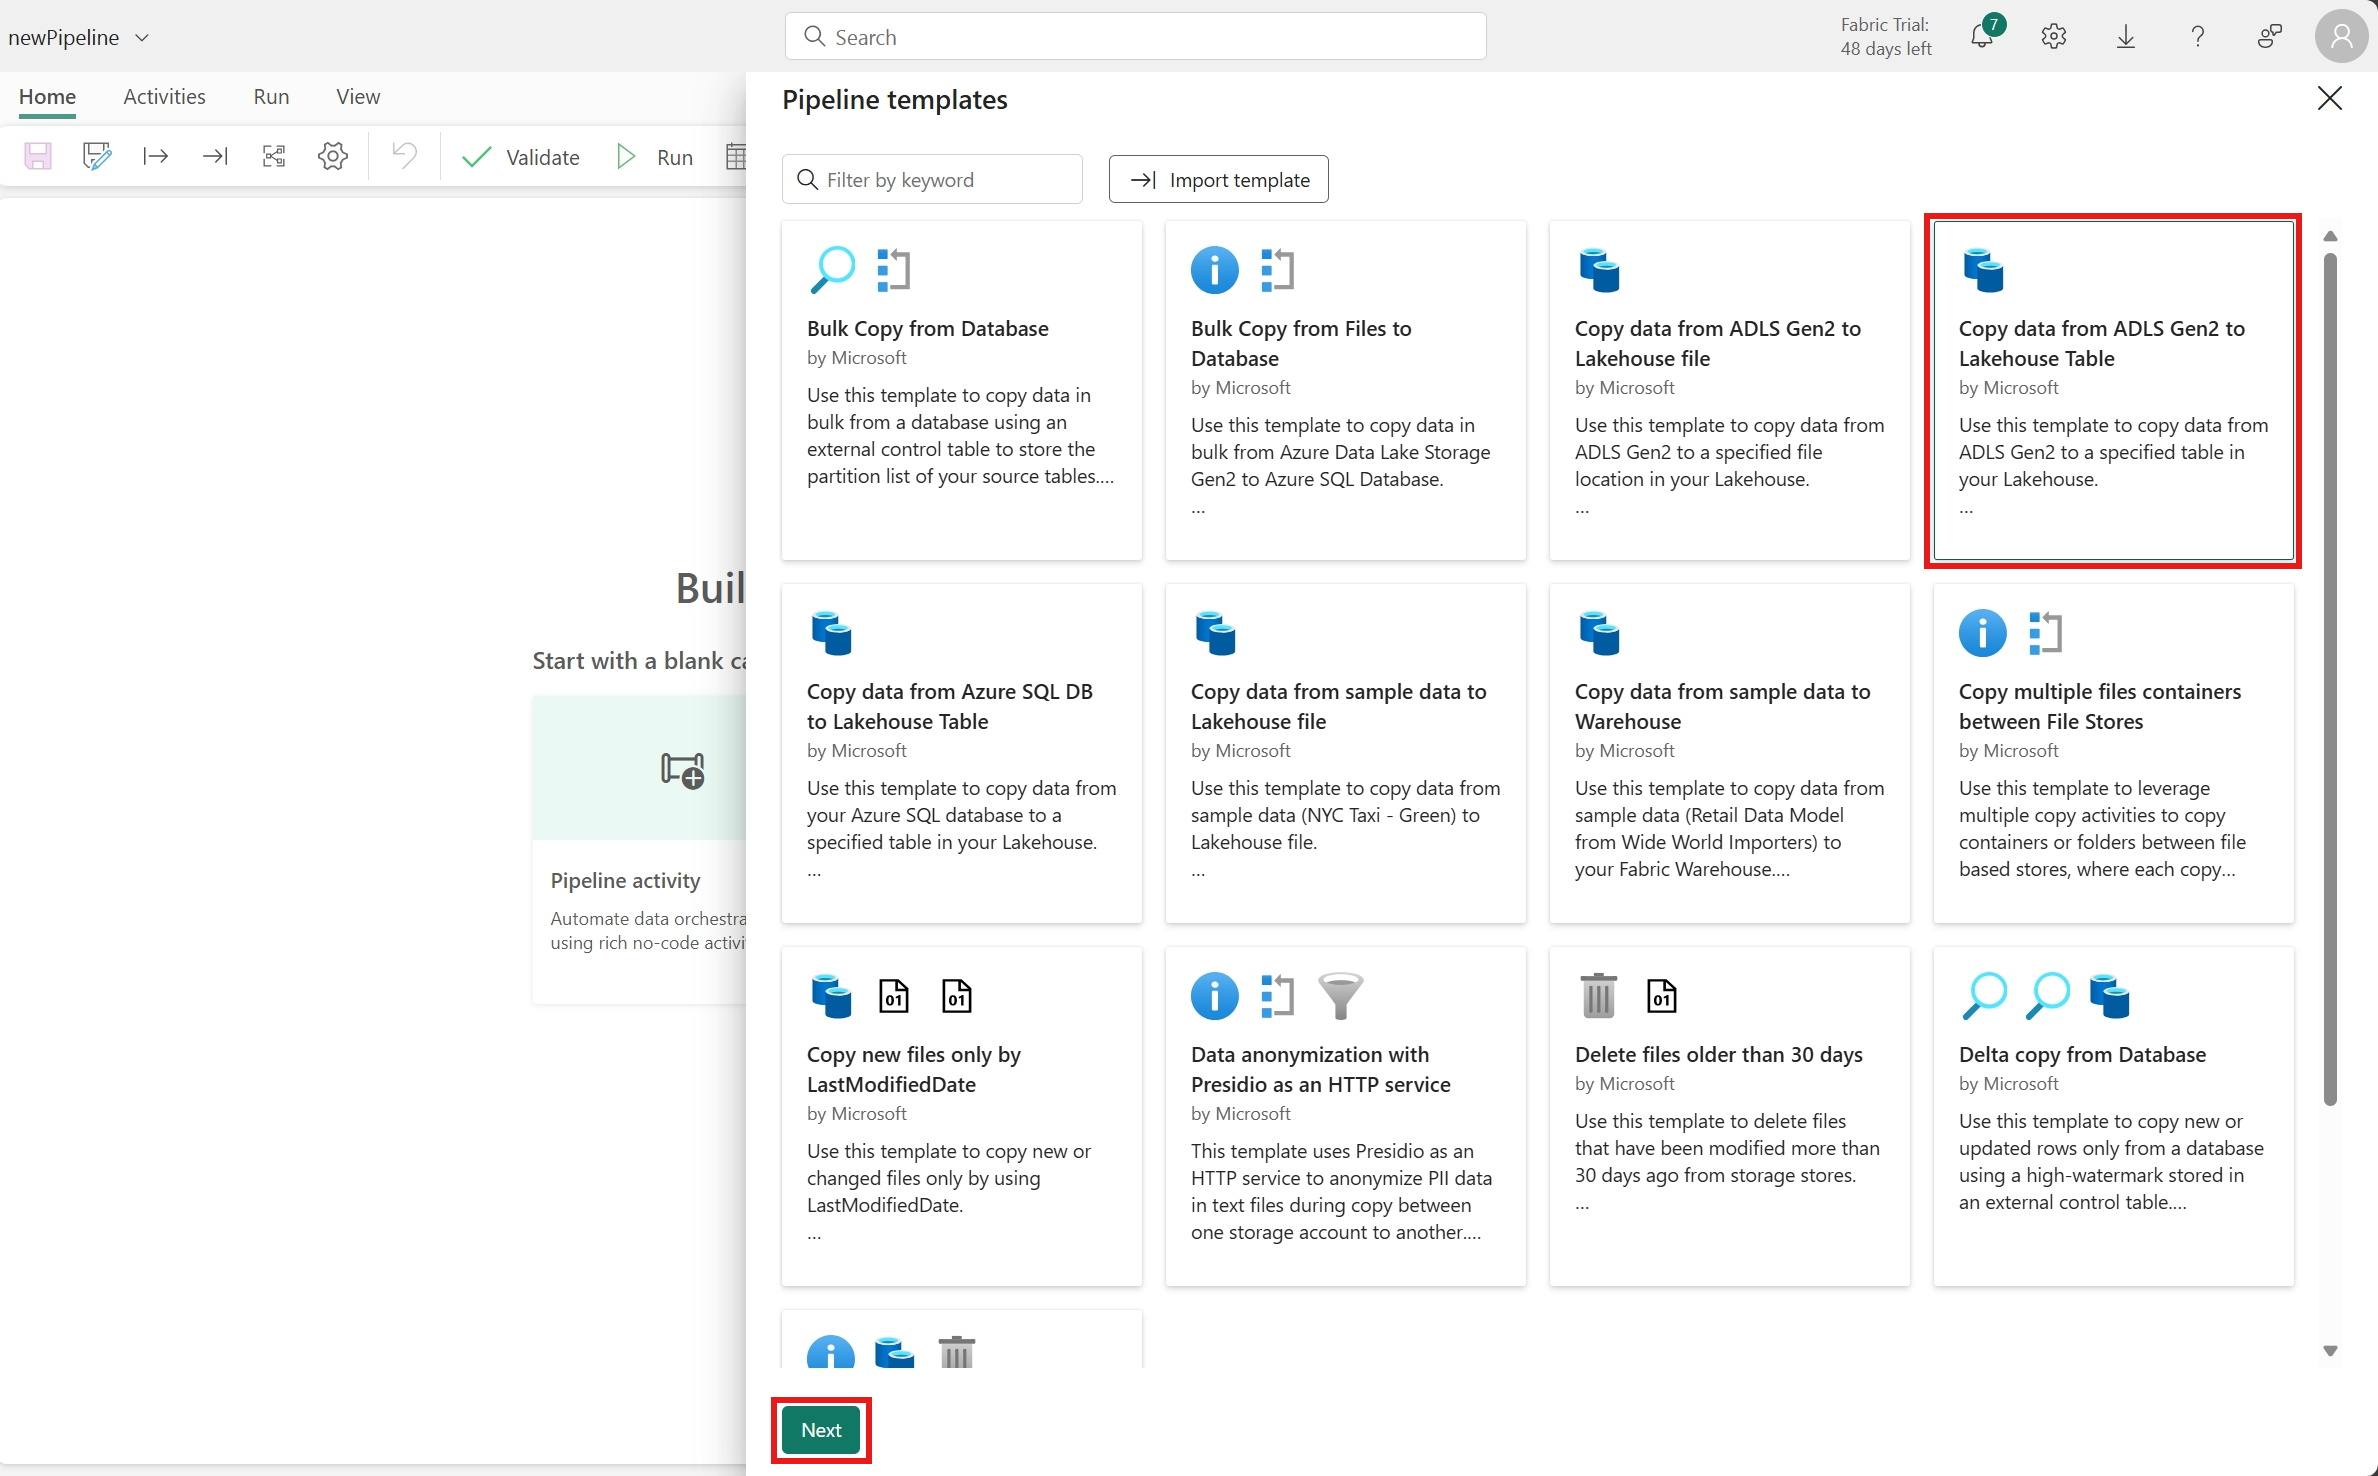 newPipeline
Search
Fabric Trial:
48 days left
7
Home
Activities
Run
View
Validate
Run
Buil
Start with a blank ca
Pipeline activity
Automate data orchestra
using rich no-code activi
Pipeline templates
Filter by keyword
Import template
Bulk Copy from Database
by Microsoft
Use this template to copy data in
bulk from a database using an
external control table to store the
partition list of your source tables....
Bulk Copy from Files to
Database
by Microsoft
Use this template to copy data in
bulk from Azure Data Lake Storage
Gen2 to Azure SQL Database.
...
Copy data from ADLS Gen2 to
Lakehouse file
by Microsoft
Use this template to copy data from
ADLS Gen2 to a specified file
location in your Lakehouse.
...
Copy data from ADLS Gen2 to
Lakehouse Table
by Microsoft
Use this template to copy data from
ADLS Gen2 to a specified table in
your Lakehouse.
...
Copy data from Azure SQL DB
to Lakehouse Table
by Microsoft
Use this template to copy data from
your Azure SQL database to a
specified table in your Lakehouse.
...
Copy data from sample data to
Lakehouse file
by Microsoft
Use this template to copy data from
sample data (NYC Taxi - Green) to
Lakehouse file.
...
Copy data from sample data to
Warehouse
by Microsoft
Use this template to copy data from
sample data (Retail Data Model
from Wide World Importers) to
your Fabric Warehouse....
Copy multiple files containers
between File Stores
by Microsoft
Use this template to leverage
multiple copy activities to copy
containers or folders between file
based stores, where each copy...
01
01
Copy new files only by
LastModifiedDate
by Microsoft
Use this template to copy new or
changed files only by using
LastModifiedDate.
...
Data anonymization with
Presidio as an HTTP service
by Microsoft
This template uses Presidio as an
HTTP service to anonymize PII data
in text files during copy between
one storage account to another....
01
Delete files older than 30 days
by Microsoft
Use this template to delete files
that have been modified more than
30 days ago from storage stores.
...
Delta copy from Database
by Microsoft
Use this template to copy new or
updated rows only from a database
using a high-watermark stored in
an external control table....
Next